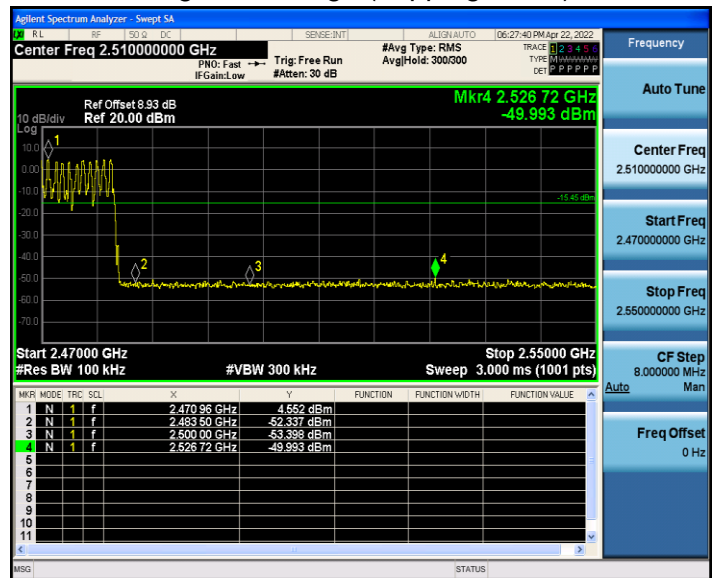 Agilent Spectrum Analyzer - Swept SA
RL RF 50 Ω DC SENSE:INT ALIGN AUTO 06:27:40 PM Apr 22, 2022
Center Freq 2.510000000 GHz
PNO: Fast
IFGain:Low
Trig: Free Run
#Atten: 30 dB
#Avg Type: RMS
Avg|Hold: 300/300
TRACE 1 2 3 4 5 6
TYPE M
DET P P P P P P
Frequency
Mkr4 2.526 72 GHz
-49.993 dBm
Ref Offset 8.93 dB
10 dB/div Ref 20.00 dBm
Log
1
10.0
0.00
-10.0
-15.45 dBm
-20.0
-30.0
-40.0
2
3
4
-50.0
-60.0
-70.0
Start 2.47000 GHz Stop 2.55000 GHz
#Res BW 100 kHz #VBW 300 kHz Sweep 3.000 ms (1001 pts)
MKR MODE TRC SCL X Y FUNCTION FUNCTION WIDTH FUNCTION VALUE
1 N 1 f 2.470 96 GHz 4.552 dBm
2 N 1 f 2.483 50 GHz -52.337 dBm
3 N 1 f 2.500 00 GHz -53.398 dBm
4 N 1 f 2.526 72 GHz -49.993 dBm
5
6
7
8
9
10
11
MSG STATUS
Auto Tune
Center Freq
2.510000000 GHz
Start Freq
2.470000000 GHz
Stop Freq
2.550000000 GHz
CF Step
8.000000 MHz
Auto Man
Freq Offset
0 Hz